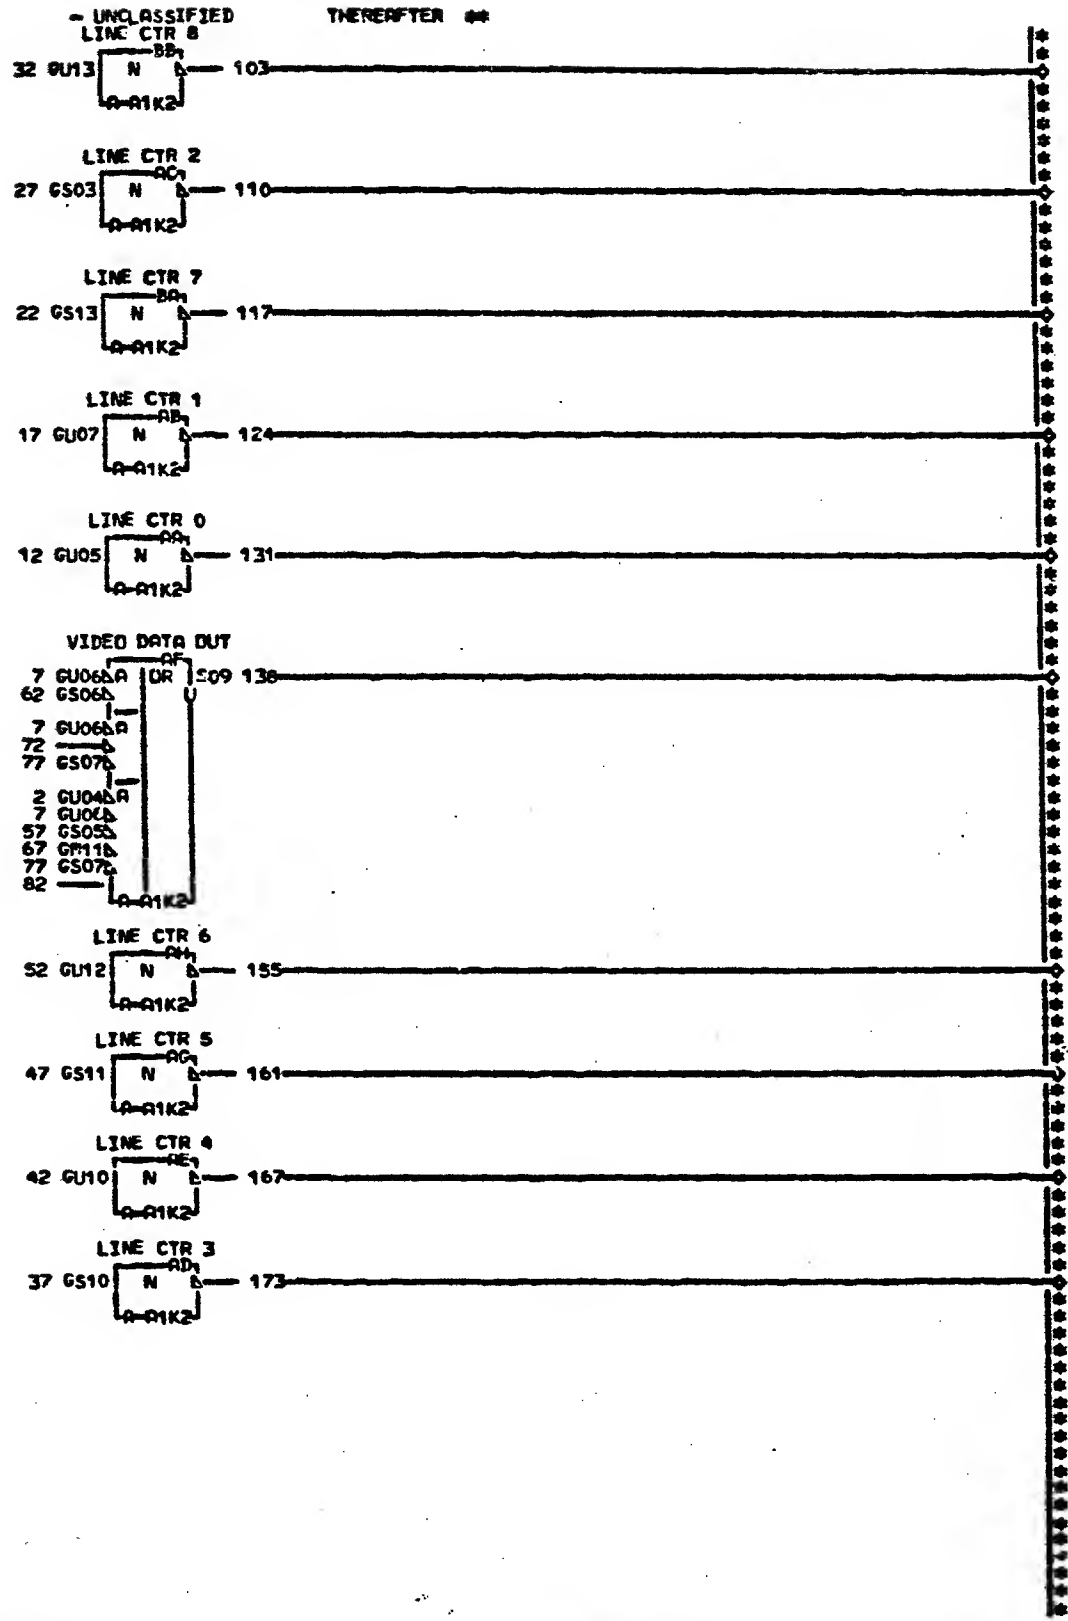 - UNCLASSIFIED THEREAFTER **
LINE CTR 8
BB
32 GU13 N 103
A-A1K2
LINE CTR 2
AC
27 GS03 N 110
A-A1K2
LINE CTR 7
BA
22 GS13 N 117
A-A1K2
LINE CTR 1
AB
17 GU07 N 124
A-A1K2
LINE CTR 0
AA
12 GU05 N 131
A-A1K2
VIDEO DATA OUT
AF
7 GU06 A OR S09 138
62 GS06 U
7 GU06 A
72
77 GS07
2 GU04 A
7
57 GS05
67
77 GS07
82
A-A1K2
LINE CTR 6
AH
52 GU12 N 155
A-A1K2
LINE CTR 5
AG
47 GS11 N 161
A-A1K2
LINE CTR 4
AE
42 GU10 N 167
A-A1K2
LINE CTR 3
AD
37 GS10 N 173
A-A1K2